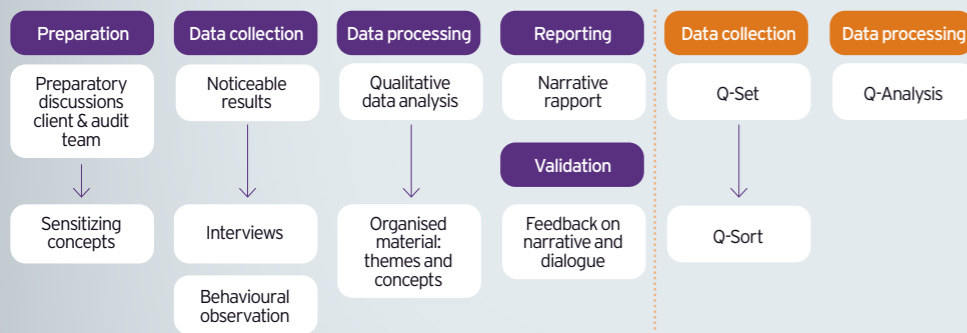 Preparation
Preparatory
discussions
client & audit
team
Sensitizing
concepts
Data collection
Noticeable
results
Interviews
Behavioural
observation
Data processing
Qualitative
data analysis
Organised
material:
themes and
concepts
Reporting
Narrative
rapport
Validation
Feedback on
narrative and
dialogue
Data collection
Q-Set
Q-Sort
Data processing
Q-Analysis